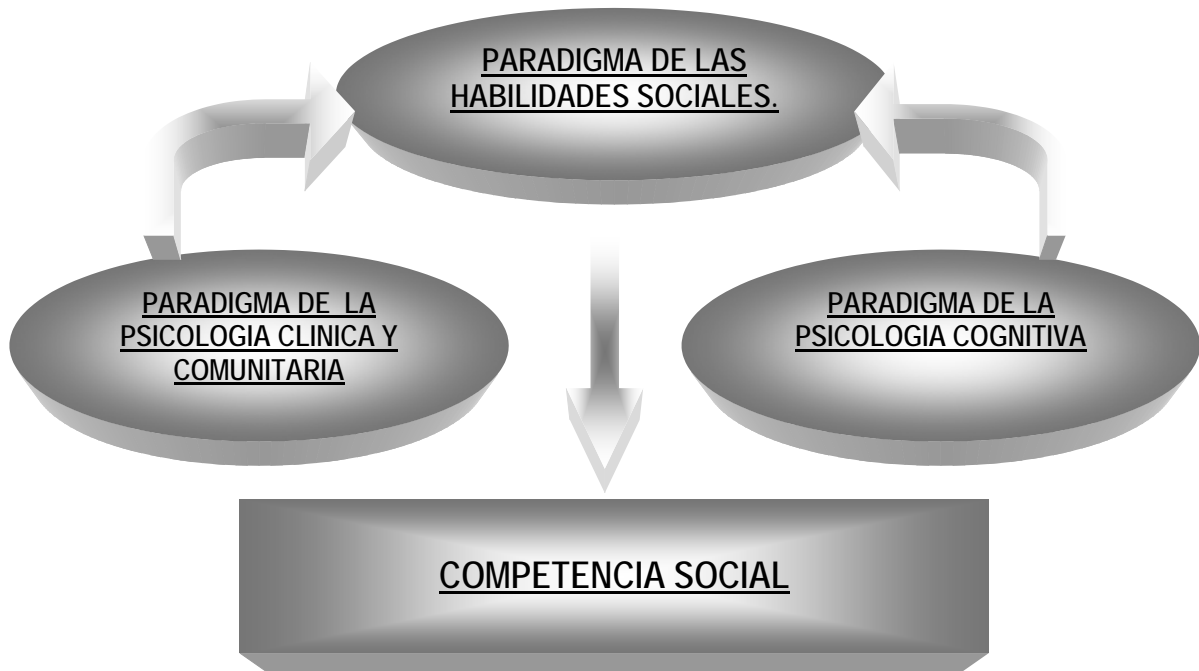 PARADIGMA DE LAS
HABILIDADES SOCIALES.
PARADIGMA DE LA
PSICOLOGIA CLINICA Y
COMUNITARIA
PARADIGMA DE LA
PSICOLOGIA COGNITIVA
COMPETENCIA SOCIAL